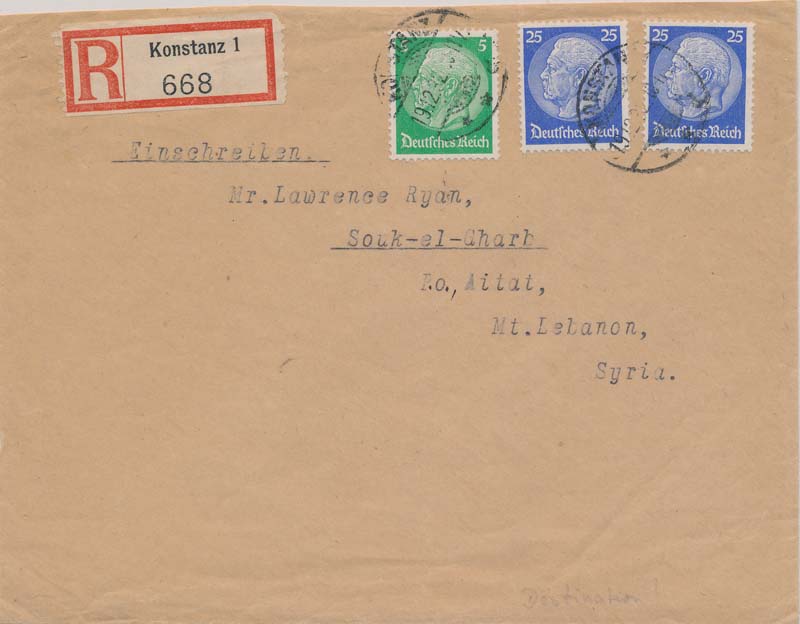 R Konstanz 1
668
5 5
Deutsches Reich
25 25
Deutsches Reich
25 25
Deutsches Reich
Einschreiben.
Mr. Lawrence Ryan,
Souk-el-Gharb
P.o., Aitat,
Mt. Lebanon,
Syria.
Destination!